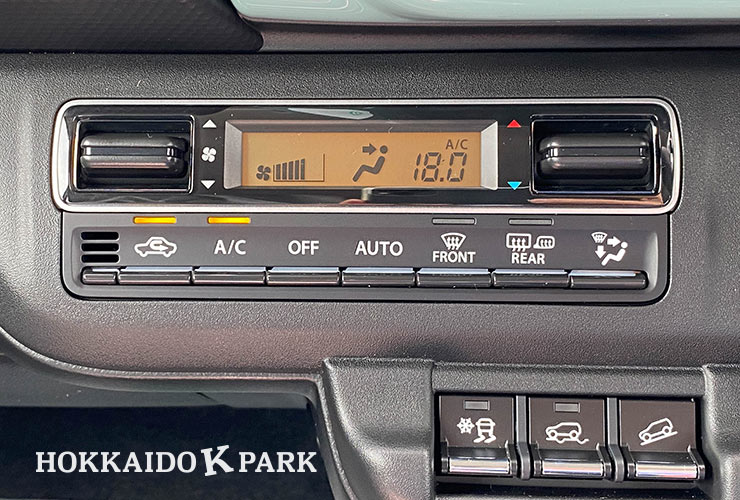 A/C
18.0
A/C OFF AUTO FRONT REAR
HOKKAIDO K PARK